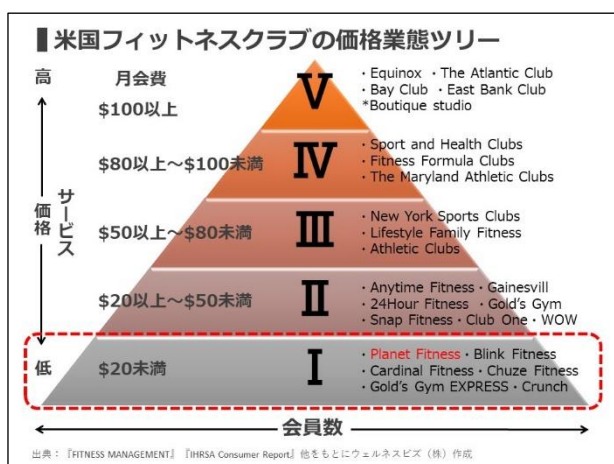 米国フィットネスクラブの価格業態ツリー
高
月会費
$100以上
Ⅴ
・Equinox ・The Atlantic Club
・Bay Club ・East Bank Club
*Boutique studio
$80以上～$100未満
Ⅳ
・Sport and Health Clubs
・Fitness Formula Clubs
・The Maryland Athletic Clubs
価格
サービス
$50以上～$80未満
Ⅲ
・New York Sports Clubs
・Lifestyle Family Fitness
・Athletic Clubs
$20以上～$50未満
Ⅱ
・Anytime Fitness・Gainesvill
・24Hour Fitness ・Gold's Gym
・Snap Fitness・Club One・WOW
低
$20未満
Ⅰ
・Planet Fitness・Blink Fitness
・Cardinal Fitness・Chuze Fitness
・Gold's Gym EXPRESS・Crunch
会員数
出典：『FITNESS MANAGEMENT』『IHRSA Consumer Report』他をもとにウェルネスビズ（株）作成